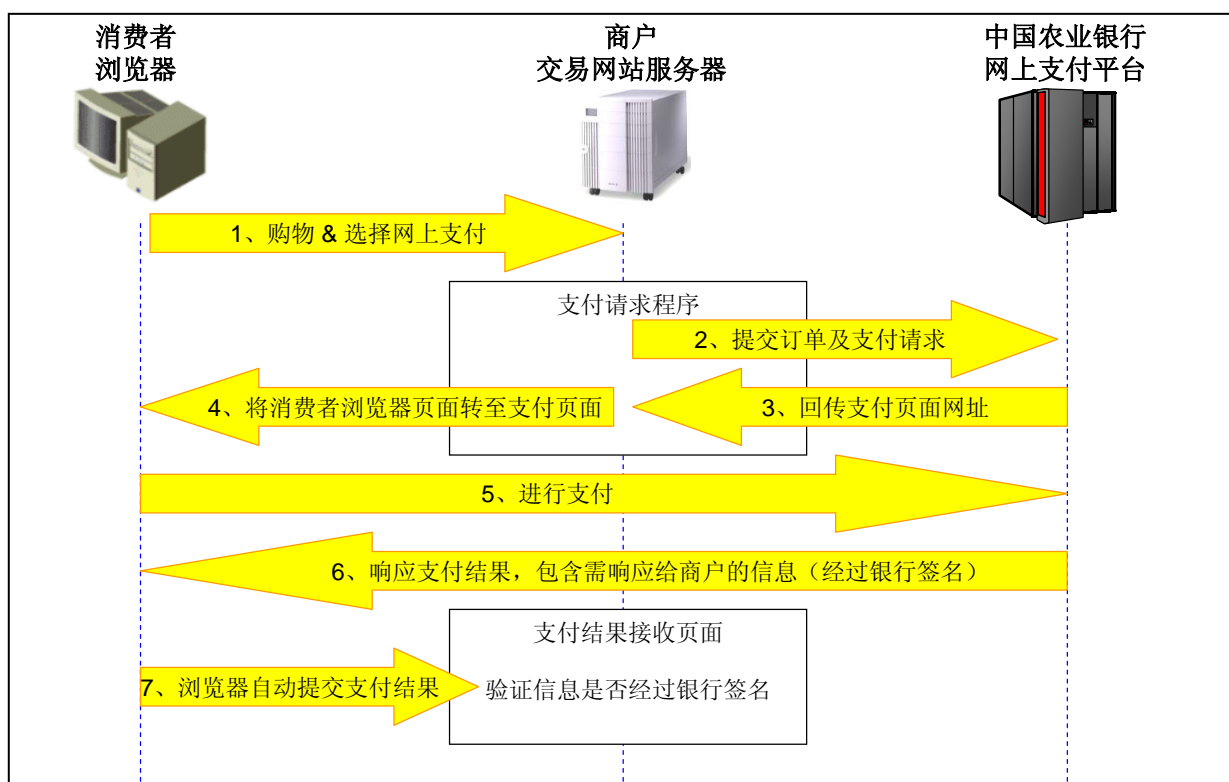 消费者
浏览器
商户
交易网站服务器
中国农业银行
网上支付平台
1、购物 & 选择网上支付
支付请求程序
2、提交订单及支付请求
4、将消费者浏览器页面转至支付页面
3、回传支付页面网址
5、进行支付
6、响应支付结果，包含需响应给商户的信息（经过银行签名）
支付结果接收页面
7、浏览器自动提交支付结果
验证信息是否经过银行签名